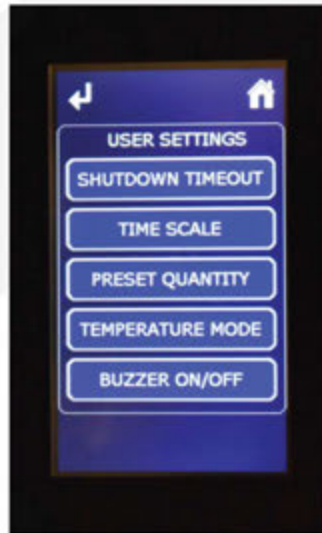 USER SETTINGS
SHUTDOWN TIMEOUT
TIME SCALE
PRESET QUANTITY
TEMPERATURE MODE
BUZZER ON/OFF